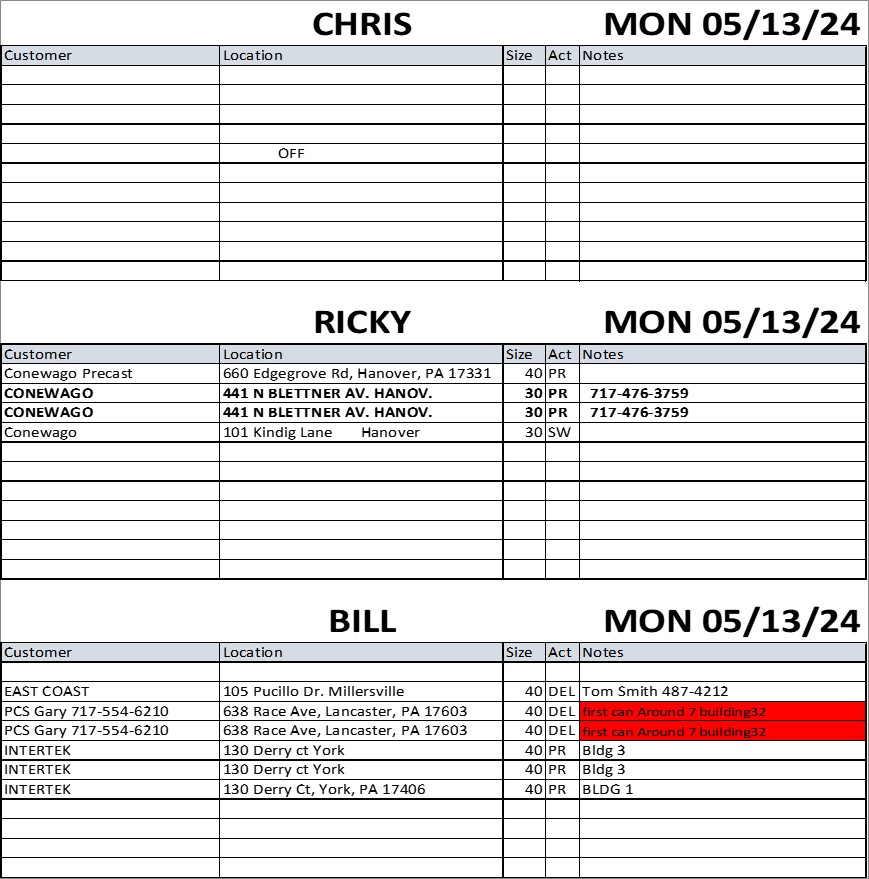 CHRIS MON 05/13/24
Customer Location Size Act Notes
OFF
RICKY MON 05/13/24
Customer Location Size Act Notes
Conewago Precast 660 Edgegrove Rd, Hanover, PA 17331 40 PR
CONEWAGO 441 N BLETTNER AV. HANOV. 30 PR 717-476-3759
CONEWAGO 441 N BLETTNER AV. HANOV. 30 PR 717-476-3759
Conewago 101 Kindig Lane Hanover 30 SW
BILL MON 05/13/24
Customer Location Size Act Notes
EAST COAST 105 Pucillo Dr. Millersville 40 DEL Tom Smith 487-4212
PCS Gary 717-554-6210 638 Race Ave, Lancaster, PA 17603 40 DEL first can Around 7 building32
PCS Gary 717-554-6210 638 Race Ave, Lancaster, PA 17603 40 DEL first can Around 7 building32
INTERTEK 130 Derry ct York 40 PR Bldg 3
INTERTEK 130 Derry ct York 40 PR Bldg 3
INTERTEK 130 Derry Ct, York, PA 17406 40 PR BLDG 1